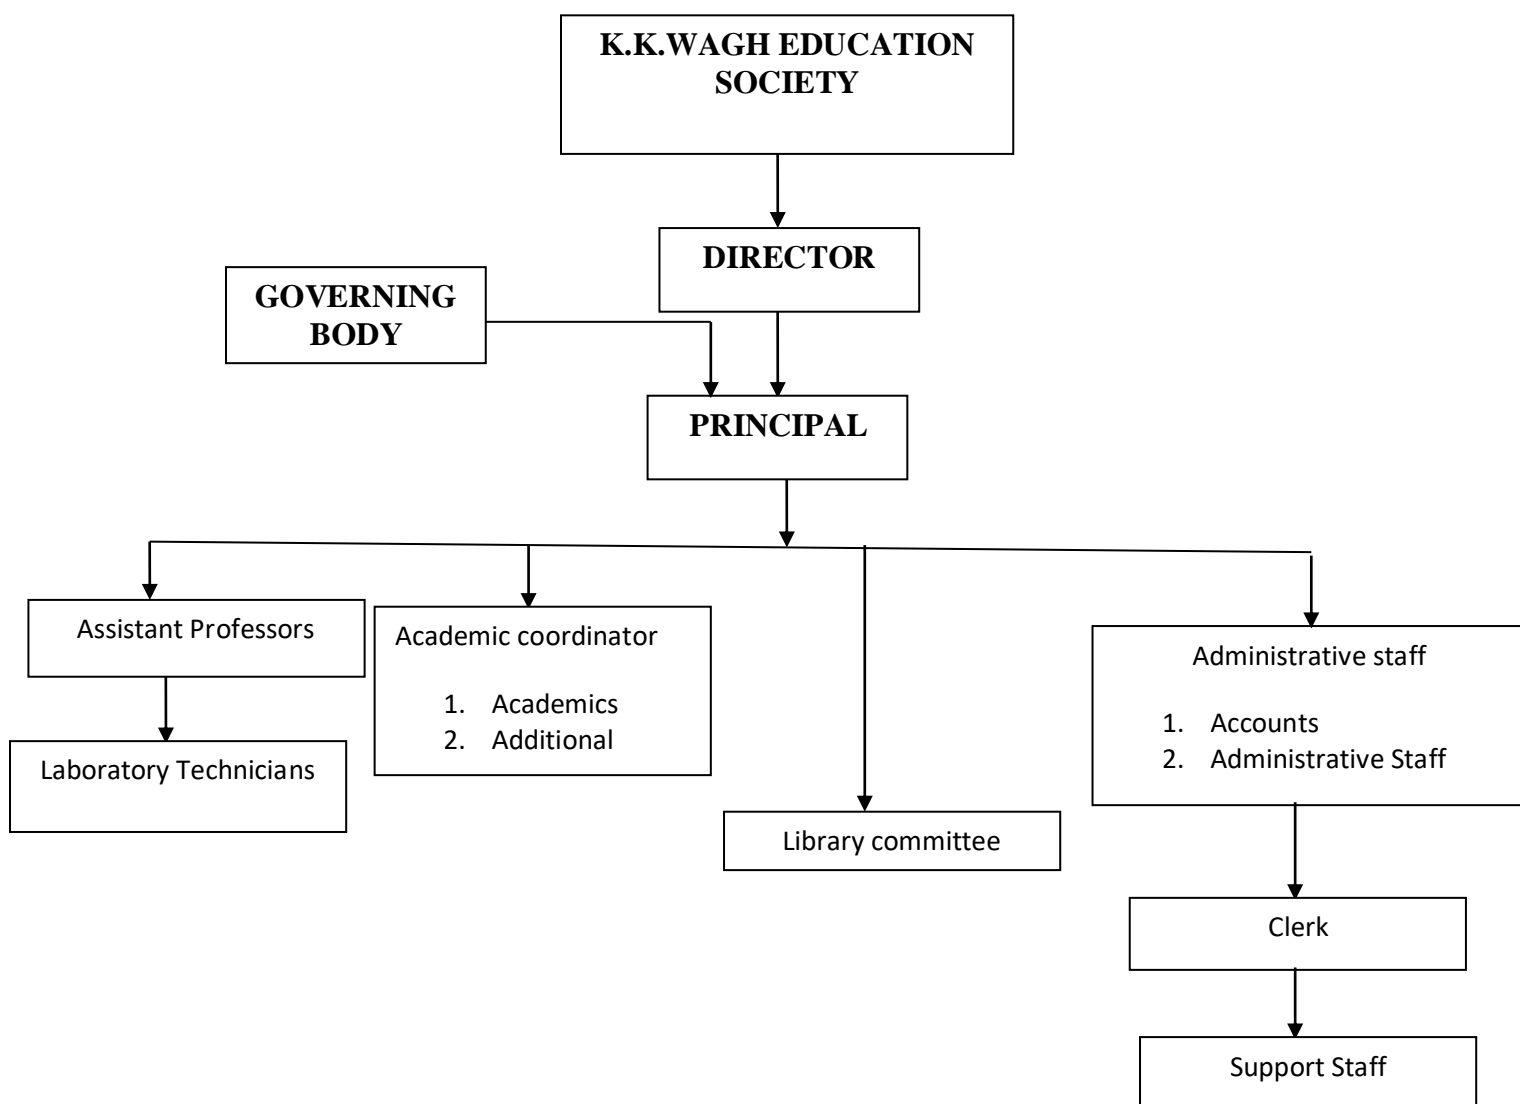 K.K.WAGH EDUCATION
SOCIETY
DIRECTOR
GOVERNING
BODY
PRINCIPAL
Assistant Professors
Laboratory Technicians
Academic coordinator
1. Academics
2. Additional
Library committee
Administrative staff
1. Accounts
2. Administrative Staff
Clerk
Support Staff